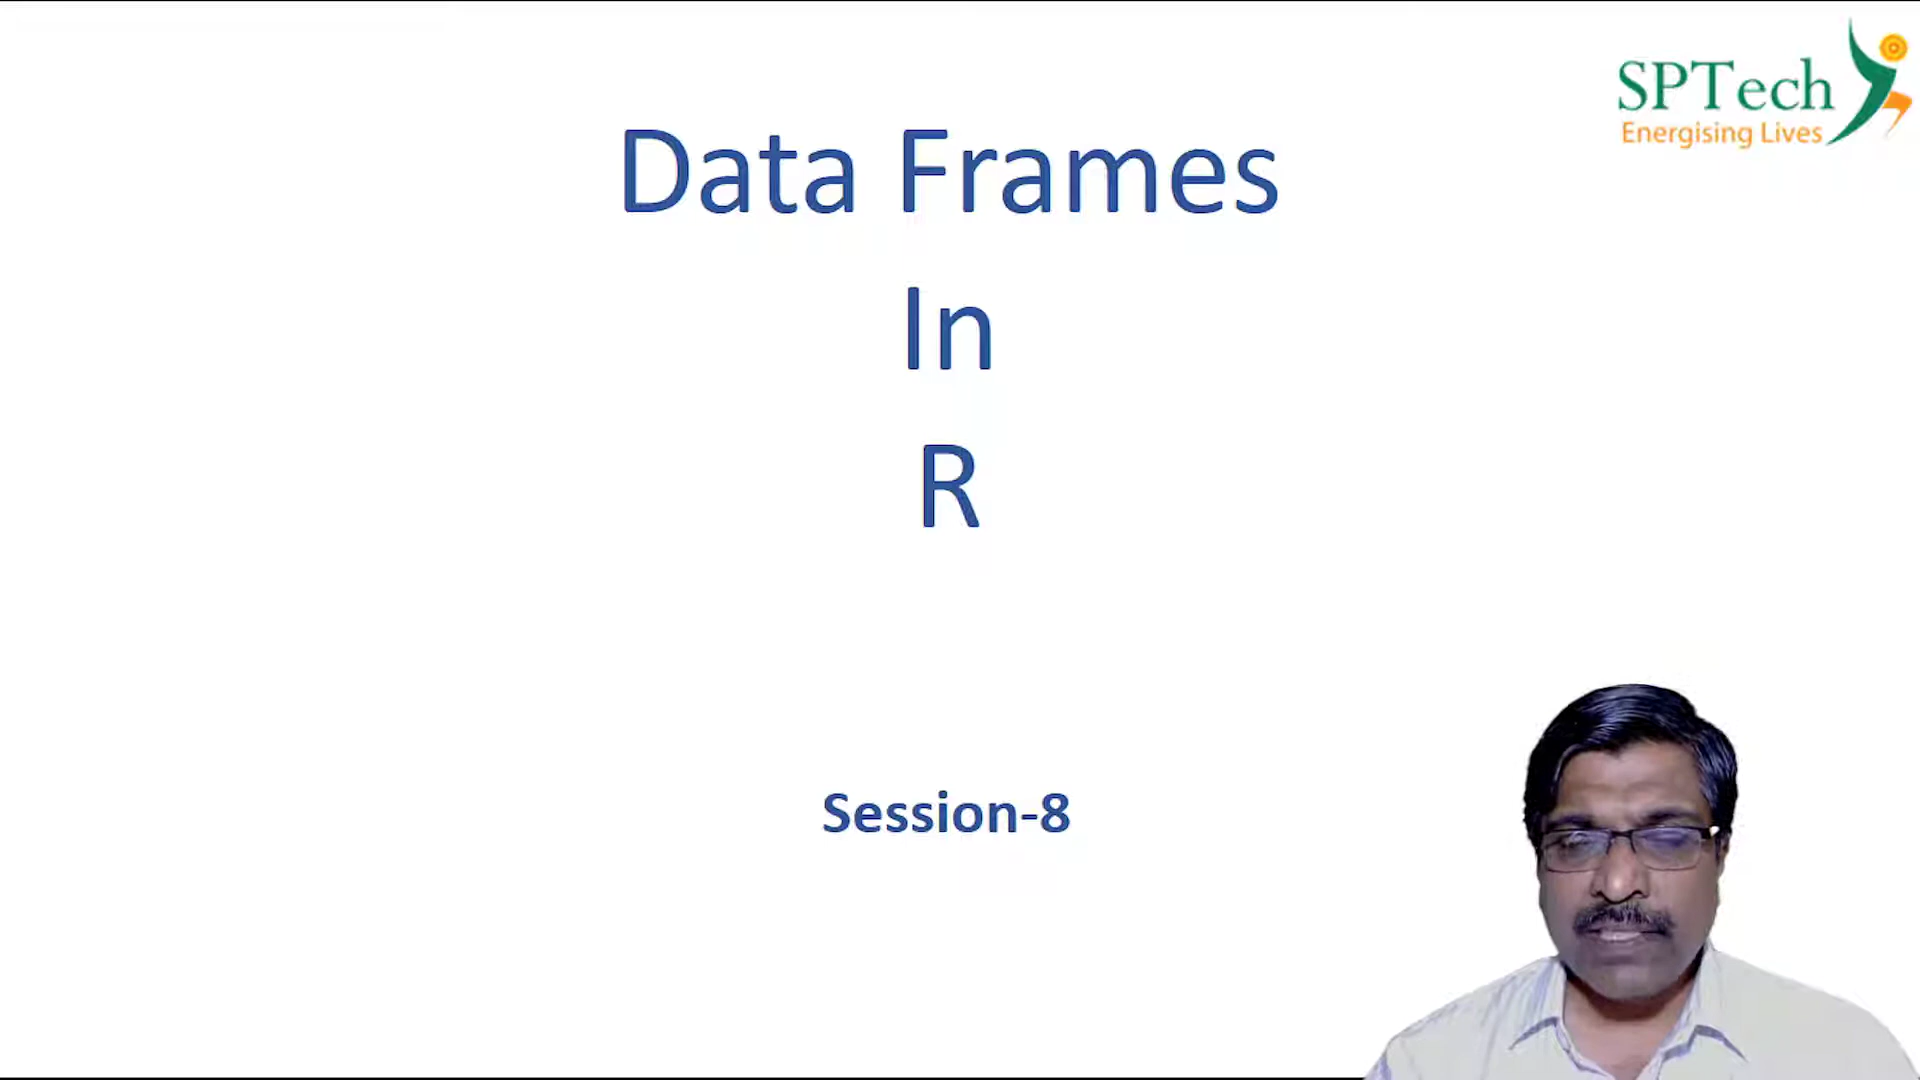 SPTech
Energising Lives
Data Frames
In
R
Session-8